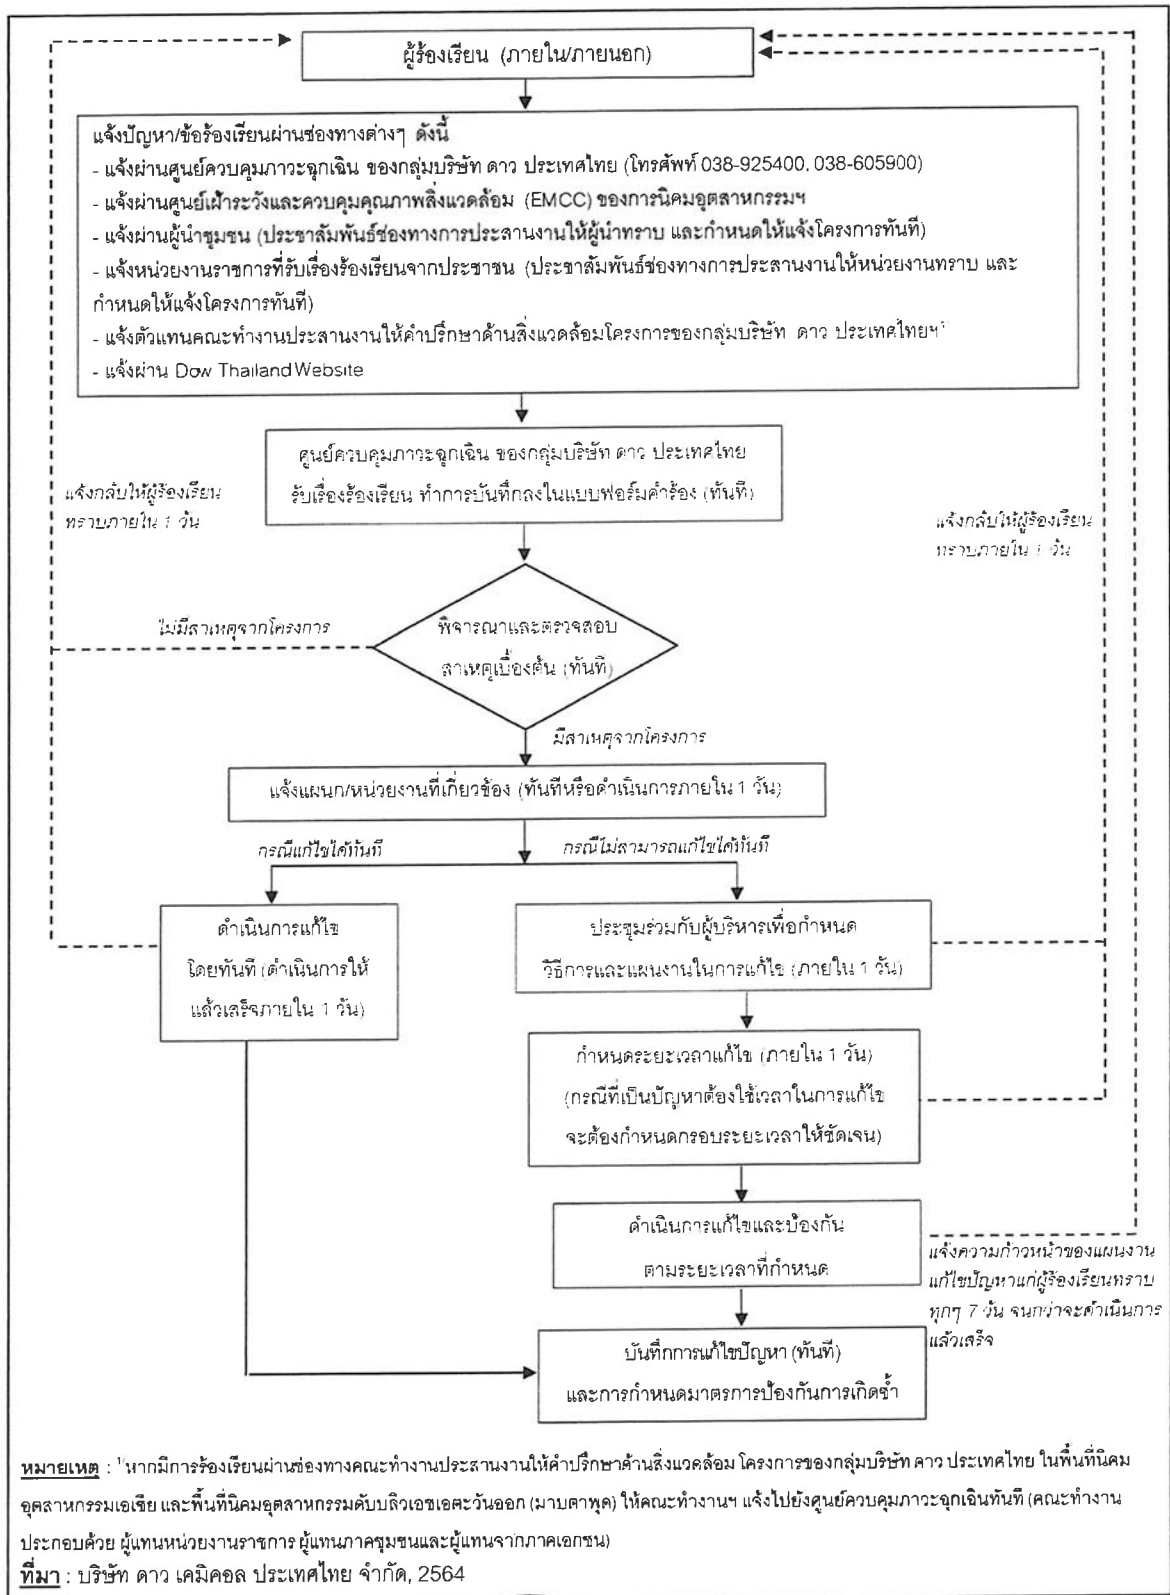 ผู้ร้องเรียน (ภายใน/ภายนอก)
แจ้งปัญหา/ข้อร้องเรียนผ่านช่องทางต่างๆ ดังนี้
- แจ้งผ่านศูนย์ควบคุมภาวะฉุกเฉิน ของกลุ่มบริษัท ดาว ประเทศไทย (โทรศัพท์ 038-925400, 038-605900)
- แจ้งผ่านศูนย์เฝ้าระวังและควบคุมคุณภาพสิ่งแวดล้อม (EMCC) ของการนิคมอุตสาหกรรมฯ
- แจ้งผ่านผู้นำชุมชน (ประชาสัมพันธ์ช่องทางการประสานงานให้ผู้นำทราบ และกำหนดให้แจ้งโครงการทันที)
- แจ้งหน่วยงานราชการที่รับเรื่องร้องเรียนจากประชาชน (ประชาสัมพันธ์ช่องทางการประสานงานให้หน่วยงานทราบ และ
กำหนดให้แจ้งโครงการทันที)
- แจ้งตัวแทนคณะทำงานประสานงานให้คำปรึกษาด้านสิ่งแวดล้อมโครงการของกลุ่มบริษัท ดาว ประเทศไทยฯ¹
- แจ้งผ่าน Dow Thailand Website
ศูนย์ควบคุมภาวะฉุกเฉิน ของกลุ่มบริษัท ดาว ประเทศไทย
รับเรื่องร้องเรียน ทำการบันทึกลงในแบบฟอร์มคำร้อง (ทันที)
แจ้งกลับให้ผู้ร้องเรียน
ทราบภายใน 1 วัน
แจ้งกลับให้ผู้ร้องเรียน
ทราบภายใน 1 วัน
ไม่มีสาเหตุจากโครงการ
พิจารณาและตรวจสอบ
สาเหตุเบื้องต้น (ทันที)
มีสาเหตุจากโครงการ
แจ้งแผนก/หน่วยงานที่เกี่ยวข้อง (ทันทีหรือดำเนินการภายใน 1 วัน)
กรณีแก้ไขได้ทันที
กรณีไม่สามารถแก้ไขได้ทันที
ดำเนินการแก้ไข
โดยทันที (ดำเนินการให้
แล้วเสร็จภายใน 1 วัน)
ประชุมร่วมกับผู้บริหารเพื่อกำหนด
วิธีการและแผนงานในการแก้ไข (ภายใน 1 วัน)
กำหนดระยะเวลาแก้ไข (ภายใน 1 วัน)
(กรณีที่เป็นปัญหาต้องใช้เวลาในการแก้ไข
จะต้องกำหนดกรอบระยะเวลาให้ชัดเจน)
ดำเนินการแก้ไขและป้องกัน
ตามระยะเวลาที่กำหนด
แจ้งความก้าวหน้าของแผนงาน
แก้ไขปัญหาแก่ผู้ร้องเรียนทราบ
ทุกๆ 7 วัน จนกว่าจะดำเนินการ
แล้วเสร็จ
บันทึกการแก้ไขปัญหา (ทันที)
และการกำหนดมาตรการป้องกันการเกิดซ้ำ
หมายเหตุ : ¹⁾หากมีการร้องเรียนผ่านช่องทางคณะทำงานประสานงานให้คำปรึกษาด้านสิ่งแวดล้อม โครงการของกลุ่มบริษัท ดาว ประเทศไทย ในพื้นที่นิคม
อุตสาหกรรมเอเชีย และพื้นที่นิคมอุตสาหกรรมดับบลิวเอชเอตะวันออก (มาบตาพุด) ให้คณะทำงานฯ แจ้งไปยังศูนย์ควบคุมภาวะฉุกเฉินทันที (คณะทำงาน
ประกอบด้วย ผู้แทนหน่วยงานราชการ ผู้แทนภาคชุมชนและผู้แทนจากภาคเอกชน)
ที่มา : บริษัท ดาว เคมิคอล ประเทศไทย จำกัด, 2564